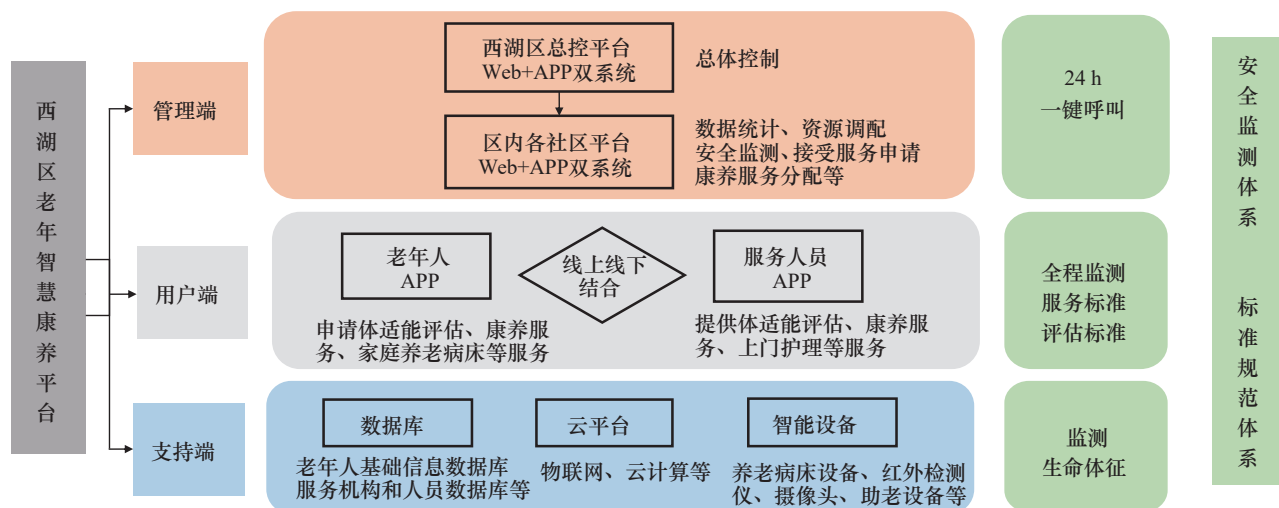 西湖区老年智慧康养平台
管理端
西湖区总控平台
Web+APP双系统
总体控制
区内各社区平台
Web+APP双系统
数据统计、资源调配
安全监测、接受服务申请
康养服务分配等
24 h
一键呼叫
用户端
老年人
APP
线上线下
结合
服务人员
APP
申请体适能评估、康养服
务、家庭养老病床等服务
提供体适能评估、康养服
务、上门护理等服务
全程监测
服务标准
评估标准
支持端
数据库
云平台
智能设备
老年人基础信息数据库
服务机构和人员数据库等
物联网、云计算等
养老病床设备、红外检测
仪、摄像头、助老设备等
监测
生命体征
安全监测体系
标准规范体系